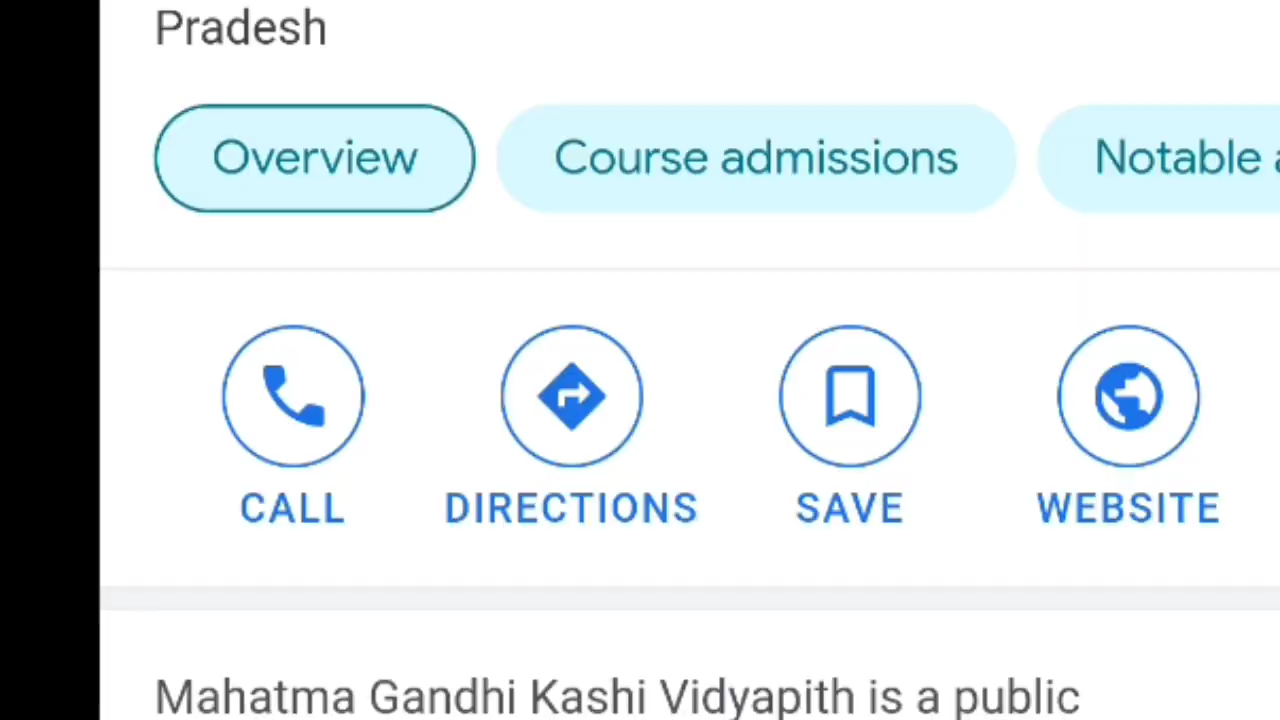 Pradesh
Overview Course admissions Notable
CALL DIRECTIONS SAVE WEBSITE
Mahatma Gandhi Kashi Vidyapith is a public